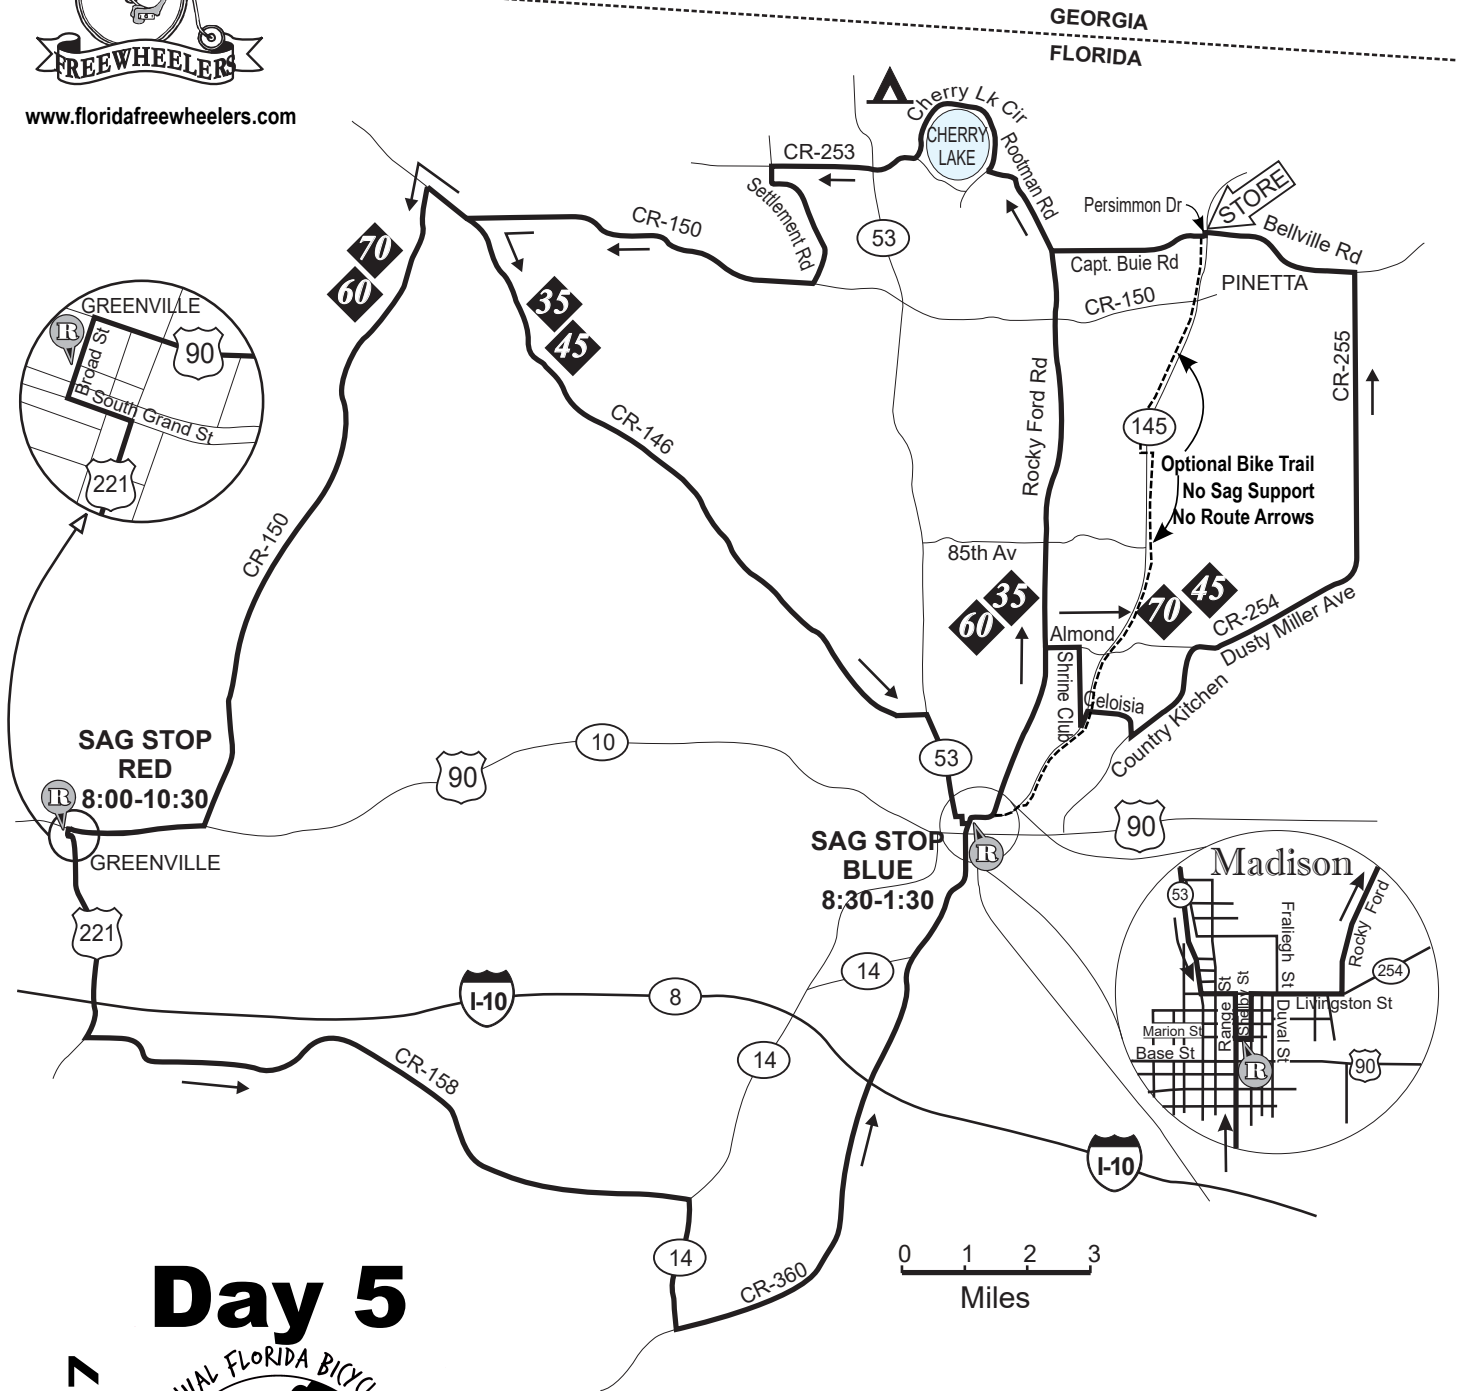 GEORGIA
FLORIDA
FREEWHEELERS
www.floridafreewheelers.com
Cherry Lk Cir
CHERRY
LAKE
CR-253
Rootman Rd
Settlement Rd
53
CR-150
Persimmon Dr
STORE
Bellville Rd
Capt. Buie Rd
PINETTA
CR-150
70
60
35
45
GREENVILLE
R
Broad St
90
South Grand St
221
CR-146
Rocky Ford Rd
CR-255
145
Optional Bike Trail
No Sag Support
No Route Arrows
CR-150
85th Av
60
35
70
45
CR-254
Dusty Miller Ave
Almond
Shrine Club
Celoisia
Country Kitchen
SAG STOP
RED
8:00-10:30
R
GREENVILLE
10
90
53
90
SAG STOP
BLUE
8:30-1:30
R
221
I-10
8
14
14
CR-158
14
CR-360
I-10
Madison
53
Fraliegh St
Rocky Ford
254
Livingston St
Range St
Shelby St
Duval St
Marion St
Base St
R
90
0 1 2 3
Miles
Day 5
7
UAL FLORIDA BICYC